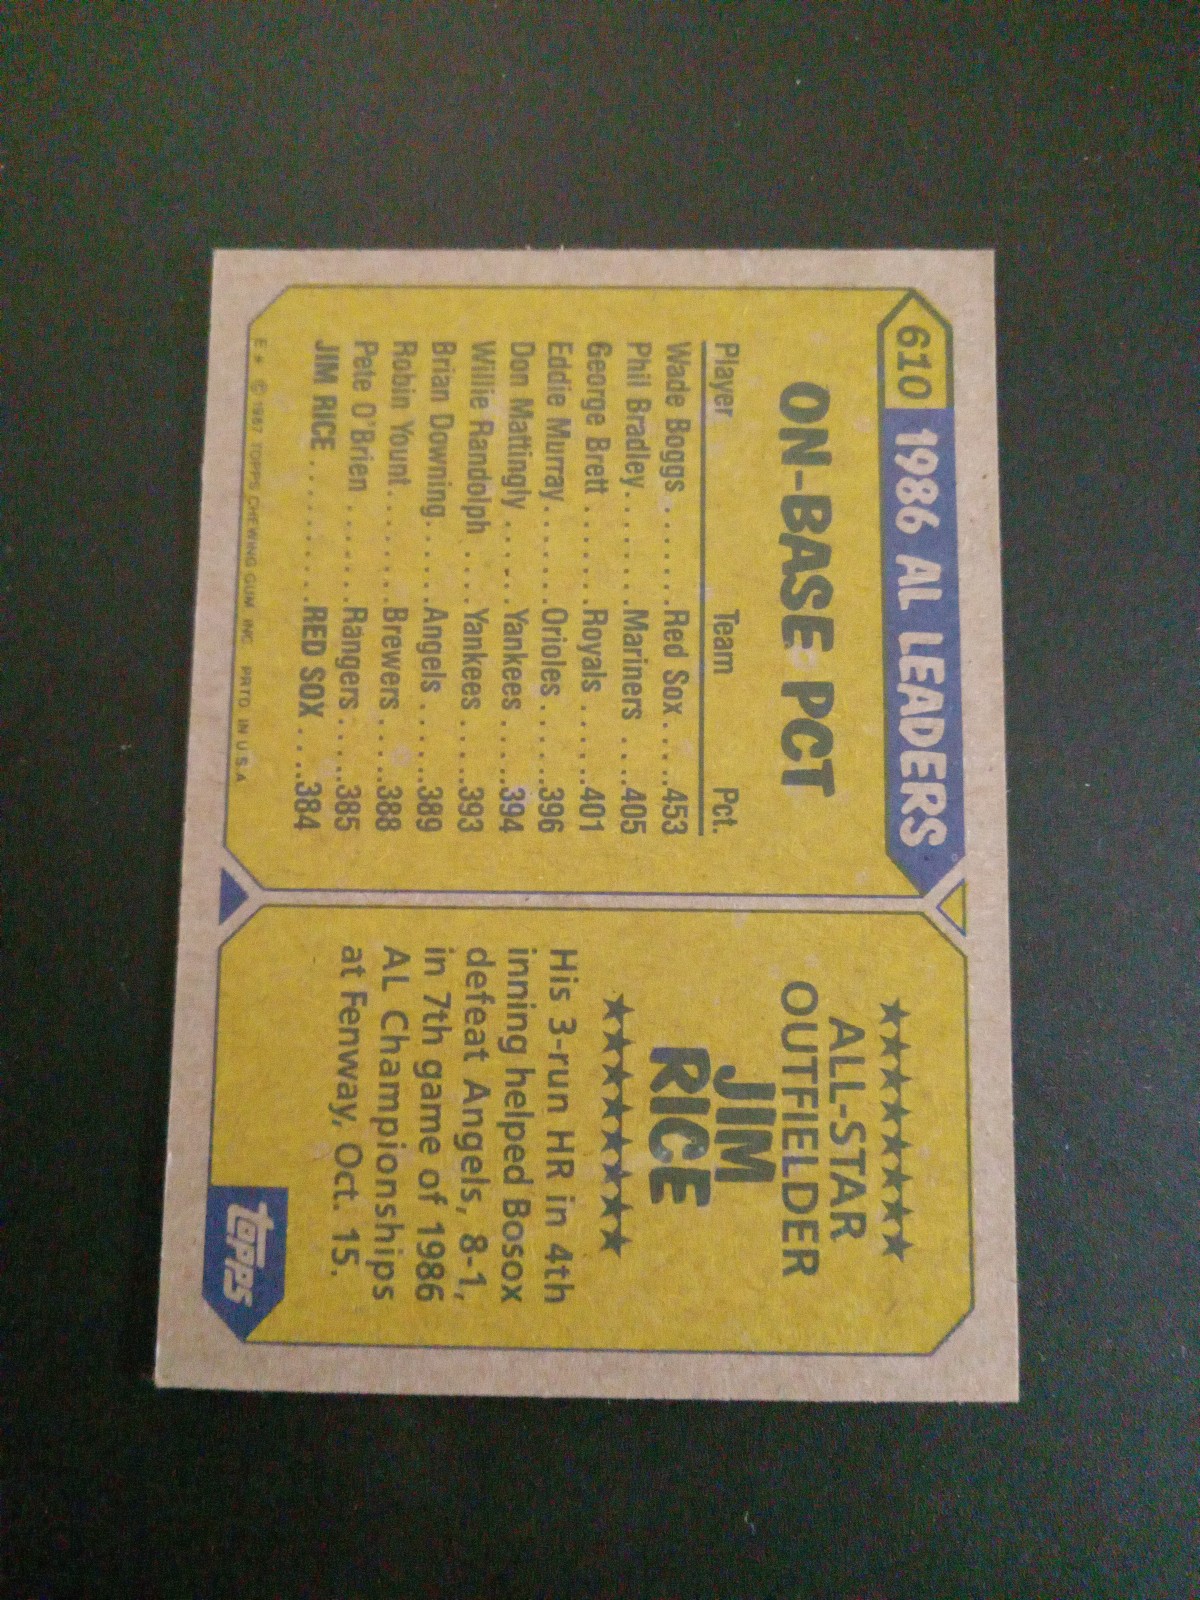 610 1986 AL LEADERS
ON-BASE PCT
Player Team Pct.
Wade Boggs.......Red Sox.....453
Phil Bradley.......Mariners....405
George Brett.......Royals......401
Eddie Murray.......Orioles......396
Don Mattingly......Yankees.....394
Willie Randolph....Yankees.....393
Brian Downing.....Angels......389
Robin Yount........Brewers.....388
Pete O'Brien.......Rangers.....385
JIM RICE..........RED SOX....384
E* © 1987 TOPPS CHEWING GUM INC. PRTD. IN U.S.A.
★★★★★★★★
ALL-STAR
OUTFIELDER
JIM
RICE
★★★★★★★★
His 3-run HR in 4th
inning helped Bosox
defeat Angels, 8-1,
in 7th game of 1986
AL Championships
at Fenway, Oct. 15.
topps